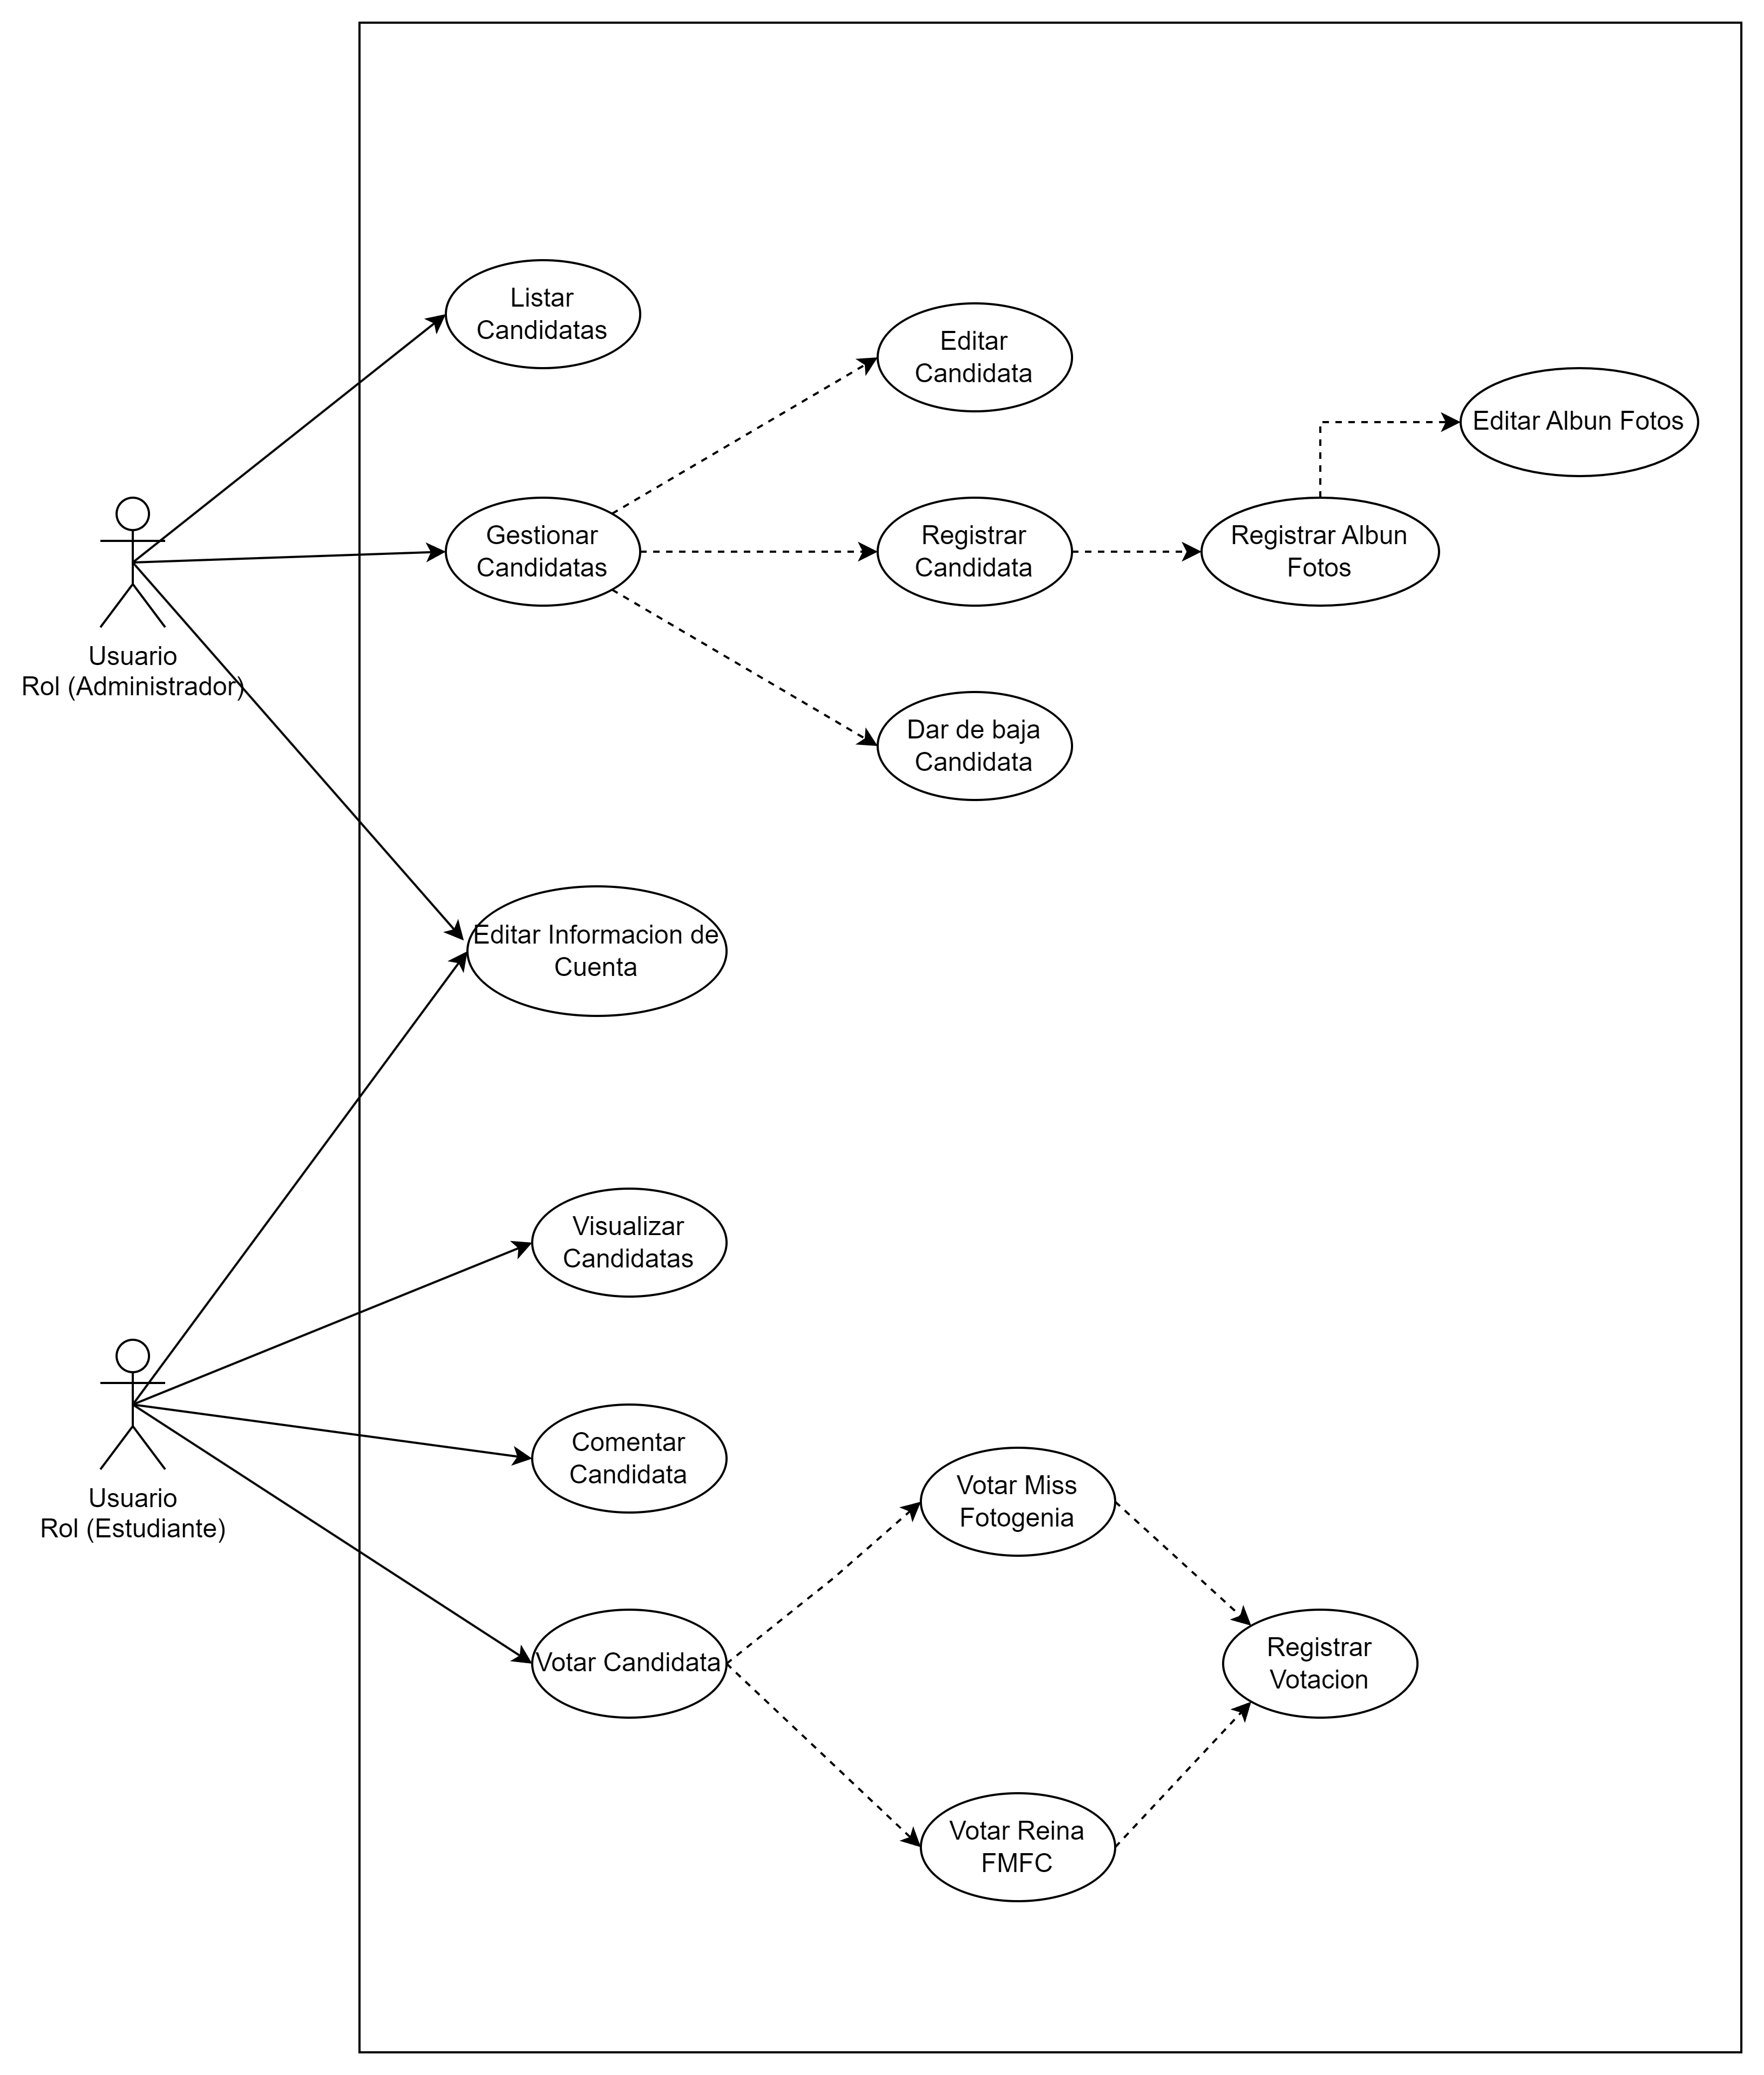 Listar
Candidatas
Editar
Candidata
Editar Albun Fotos
Gestionar
Candidatas
Registrar
Candidata
Registrar Albun
Fotos
Usuario
Rol (Administrador)
Dar de baja
Candidata
Editar Informacion de
Cuenta
Visualizar
Candidatas
Comentar
Candidata
Usuario
Rol (Estudiante)
Votar Miss
Fotogenia
Votar Candidata
Registrar
Votacion
Votar Reina
FMFC